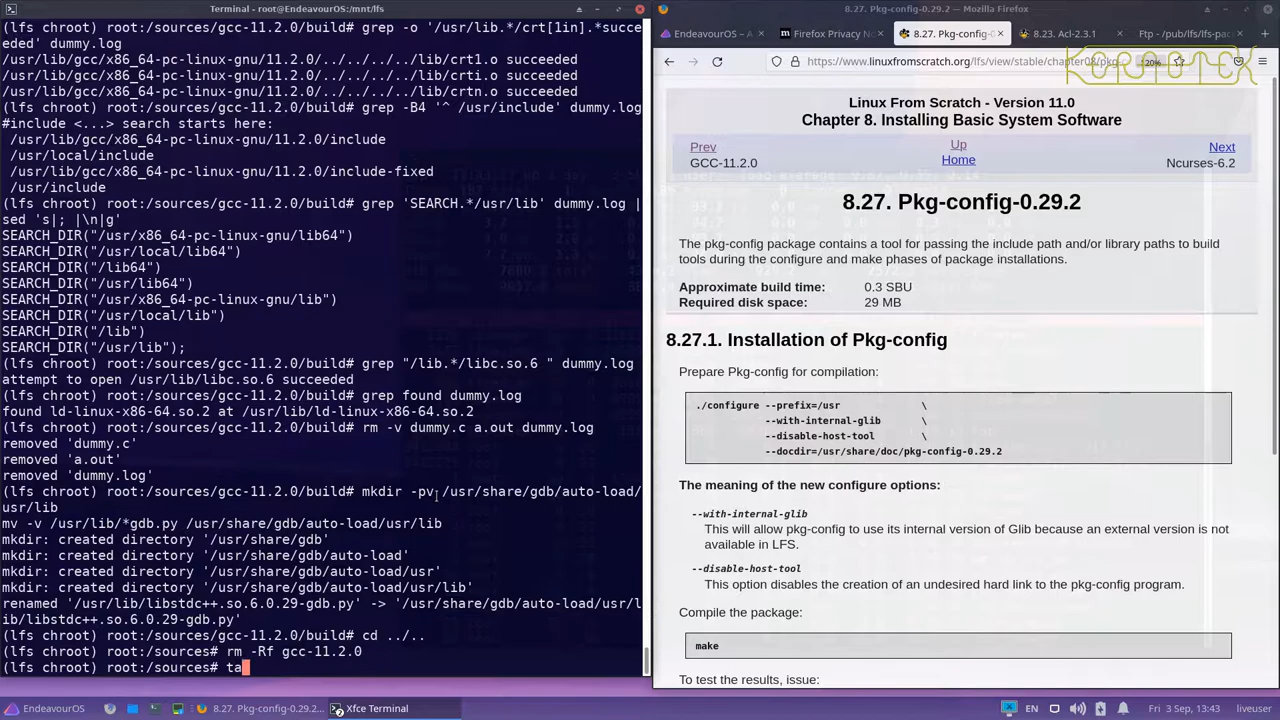 Terminal - root@EndeavourOS:/mnt/lfs
(lfs chroot) root:/sources/gcc-11.2.0/build# grep -o '/usr/lib.*/crt[1in].*succe
eded' dummy.log
/usr/lib/gcc/x86_64-pc-linux-gnu/11.2.0/../../../../lib/crt1.o succeeded
/usr/lib/gcc/x86_64-pc-linux-gnu/11.2.0/../../../../lib/crti.o succeeded
/usr/lib/gcc/x86_64-pc-linux-gnu/11.2.0/../../../../lib/crtn.o succeeded
(lfs chroot) root:/sources/gcc-11.2.0/build# grep -B4 '^ /usr/include' dummy.log
#include <...> search starts here:
/usr/lib/gcc/x86_64-pc-linux-gnu/11.2.0/include
/usr/local/include
/usr/lib/gcc/x86_64-pc-linux-gnu/11.2.0/include-fixed
/usr/include
(lfs chroot) root:/sources/gcc-11.2.0/build# grep 'SEARCH.*/usr/lib' dummy.log |
sed 's|; |\n|g'
SEARCH_DIR("/usr/x86_64-pc-linux-gnu/lib64")
SEARCH_DIR("/usr/local/lib64")
SEARCH_DIR("/lib64")
SEARCH_DIR("/usr/lib64")
SEARCH_DIR("/usr/x86_64-pc-linux-gnu/lib")
SEARCH_DIR("/usr/local/lib")
SEARCH_DIR("/lib")
SEARCH_DIR("/usr/lib");
(lfs chroot) root:/sources/gcc-11.2.0/build# grep "/lib.*/libc.so.6 " dummy.log
attempt to open /usr/lib/libc.so.6 succeeded
(lfs chroot) root:/sources/gcc-11.2.0/build# grep found dummy.log
found ld-linux-x86-64.so.2 at /usr/lib/ld-linux-x86-64.so.2
(lfs chroot) root:/sources/gcc-11.2.0/build# rm -v dummy.c a.out dummy.log
removed 'dummy.c'
removed 'a.out'
removed 'dummy.log'
(lfs chroot) root:/sources/gcc-11.2.0/build# mkdir -pv /usr/share/gdb/auto-load/
usr/lib
mv -v /usr/lib/*gdb.py /usr/share/gdb/auto-load/usr/lib
mkdir: created directory '/usr/share/gdb'
mkdir: created directory '/usr/share/gdb/auto-load'
mkdir: created directory '/usr/share/gdb/auto-load/usr'
mkdir: created directory '/usr/share/gdb/auto-load/usr/lib'
renamed '/usr/lib/libstdc++.so.6.0.29-gdb.py' -> '/usr/share/gdb/auto-load/usr/l
ib/libstdc++.so.6.0.29-gdb.py'
(lfs chroot) root:/sources/gcc-11.2.0/build# cd ../..
(lfs chroot) root:/sources# rm -Rf gcc-11.2.0
(lfs chroot) root:/sources# ta
8.27. Pkg-config-0.29.2 — Mozilla Firefox
EndeavourOS – A
Firefox Privacy No
8.27. Pkg-config-0
8.23. Acl-2.3.1
Ftp - pub/lfs/lfs-pac
https://www.linuxfromscratch.org/lfs/view/stable/chapter08/pkg
120%
Linux From Scratch - Version 11.0
Chapter 8. Installing Basic System Software
Prev
Up
Next
GCC-11.2.0
Home
Ncurses-6.2
8.27. Pkg-config-0.29.2
The pkg-config package contains a tool for passing the include path and/or library paths to build
tools during the configure and make phases of package installations.
Approximate build time: 0.3 SBU
Required disk space: 29 MB
8.27.1. Installation of Pkg-config
Prepare Pkg-config for compilation:
./configure --prefix=/usr \
--with-internal-glib \
--disable-host-tool \
--docdir=/usr/share/doc/pkg-config-0.29.2
The meaning of the new configure options:
--with-internal-glib
This will allow pkg-config to use its internal version of Glib because an external version is not
available in LFS.
--disable-host-tool
This option disables the creation of an undesired hard link to the pkg-config program.
Compile the package:
make
To test the results, issue:
EndeavourOS
8.27. Pkg-config-0.29.2...
Xfce Terminal
EN
Fri 3 Sep, 13:43
liveuser